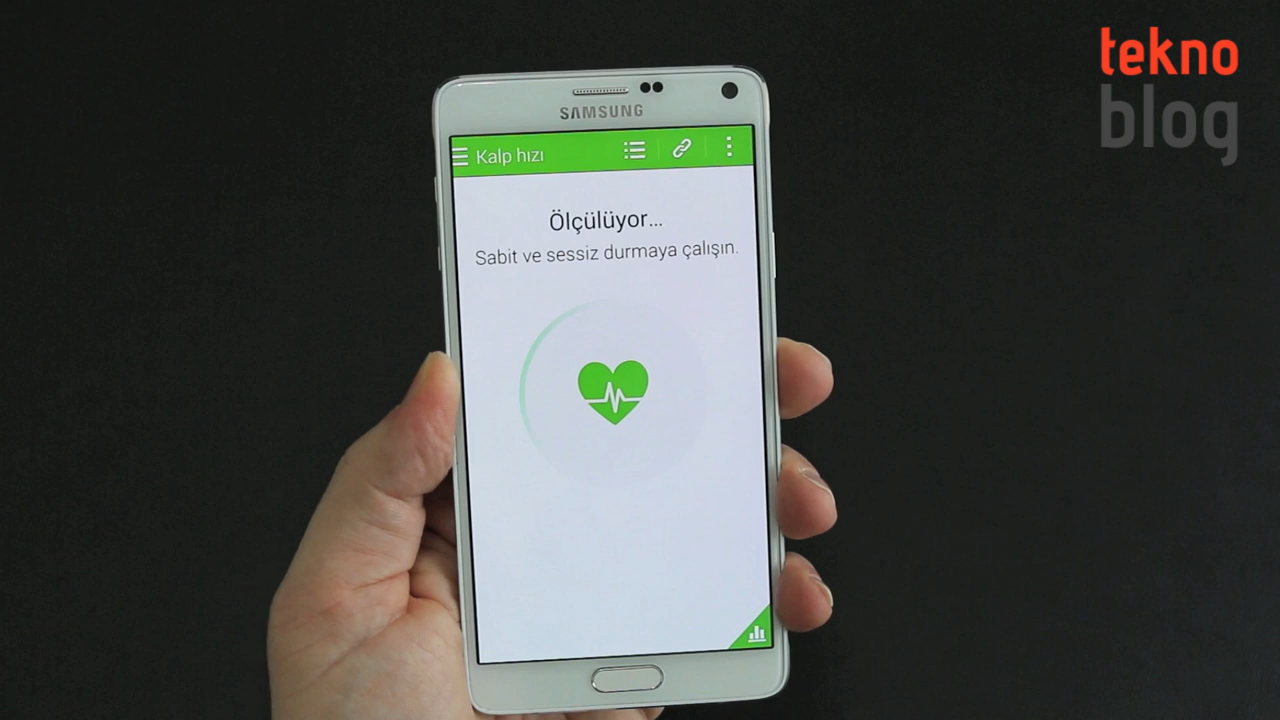 tekno
blog
SAMSUNG
Kalp hızı
Ölçülüyor...
Sabit ve sessiz durmaya çalışın.